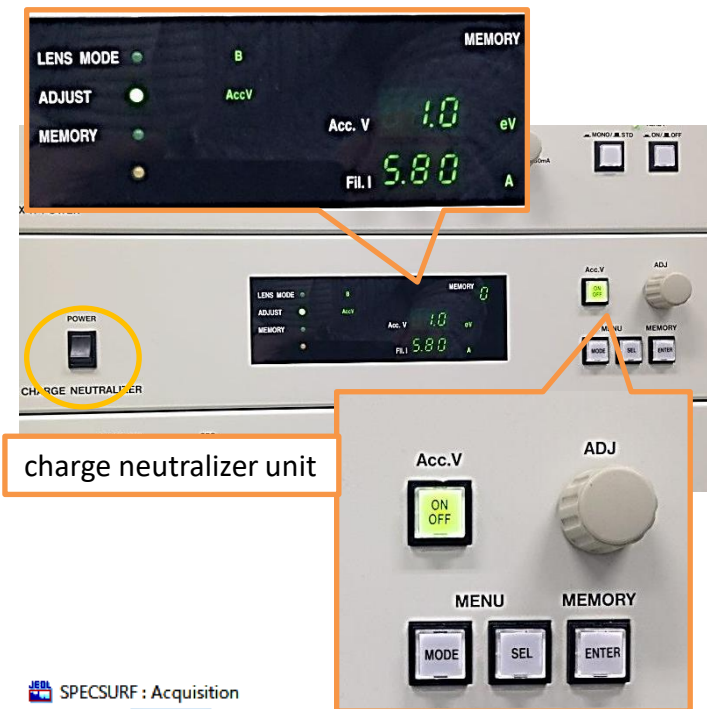 MEMORY
LENS MODE B
ADJUST AccV
MEMORY
Acc. V 1.0 eV
Fil. I 5.80 A
MONO/ STD ON/ OFF
POWER
LENS MODE B MEMORY 0
ADJUST AccV
MEMORY
Acc. V 1.0 eV
Fil. I 5.80 A
Acc.V ADJ
ON
OFF
MENU MEMORY
MODE SEL ENTER
POWER
CHARGE NEUTRALIZER
charge neutralizer unit
Acc.V ADJ
ON
OFF
MENU MEMORY
MODE SEL ENTER
JEOL SPECSURF : Acquisition